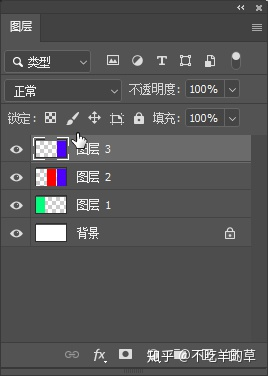 图层
类型
正常 不透明度: 100%
锁定: 填充: 100%
图层 3
图层 2
图层 1
背景
fx
知乎 @不吃羊的草